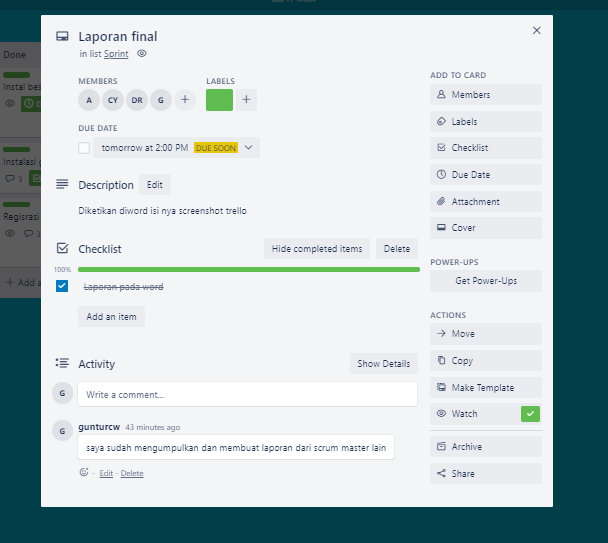 Done
Instal bes
D
Instalasi g
3
Regisrasi
3
+ Add a
Laporan final
in list Sprint
MEMBERS
LABELS
A CY DR G +
+
DUE DATE
tomorrow at 2:00 PM DUE SOON
Description Edit
Diketikan diword isi nya screenshot trello
Checklist Hide completed items Delete
100%
Laporan pada word
Add an item
Activity Show Details
G Write a comment...
G gunturcw 43 minutes ago
saya sudah mengumpulkan dan membuat laporan dari scrum master lain
- Edit - Delete
ADD TO CARD
Members
Labels
Checklist
Due Date
Attachment
Cover
POWER-UPS
Get Power-Ups
ACTIONS
Move
Copy
Make Template
Watch
Archive
Share